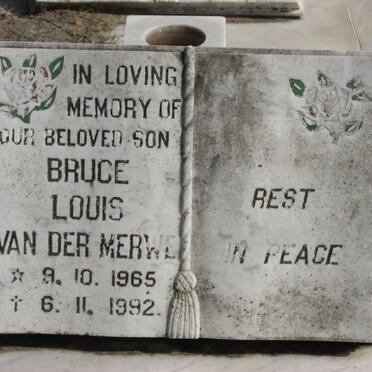 IN LOVING
MEMORY OF
OUR BELOVED SON
BRUCE
LOUIS
VAN DER MERWE
☆ 9. 10. 1965
† 6. 11. 1992.
REST
IN PEACE